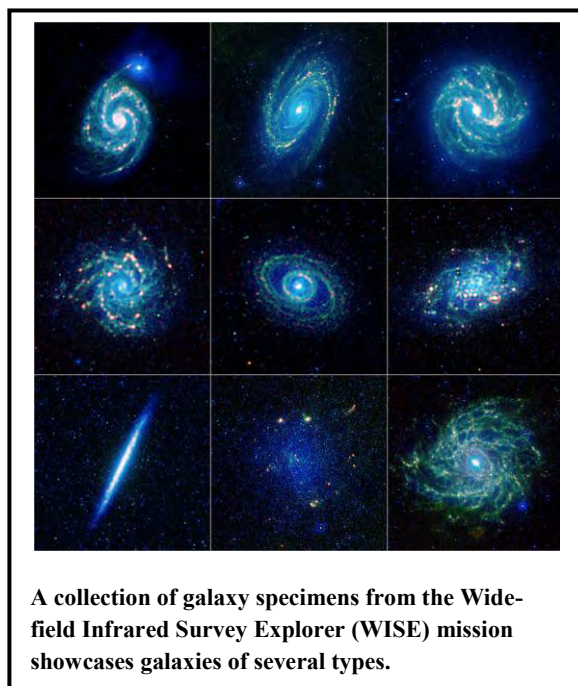 A collection of galaxy specimens from the Wide-
field Infrared Survey Explorer (WISE) mission
showcases galaxies of several types.